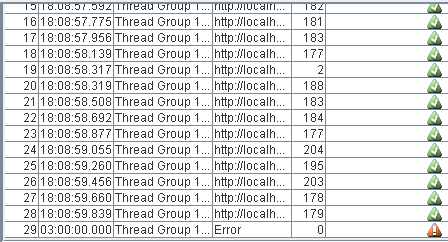 15 18:08:57.592 Thread Group 1... http://localh... 182
16 18:08:57.775 Thread Group 1... http://localh... 181
17 18:08:57.956 Thread Group 1... http://localh... 183
18 18:08:58.139 Thread Group 1... http://localh... 177
19 18:08:58.317 Thread Group 1... http://localh... 2
20 18:08:58.319 Thread Group 1... http://localh... 188
21 18:08:58.508 Thread Group 1... http://localh... 183
22 18:08:58.692 Thread Group 1... http://localh... 184
23 18:08:58.877 Thread Group 1... http://localh... 177
24 18:08:59.055 Thread Group 1... http://localh... 204
25 18:08:59.260 Thread Group 1... http://localh... 195
26 18:08:59.456 Thread Group 1... http://localh... 203
27 18:08:59.660 Thread Group 1... http://localh... 178
28 18:08:59.839 Thread Group 1... http://localh... 179
29 03:00:00.000 Thread Group 1... Error 0